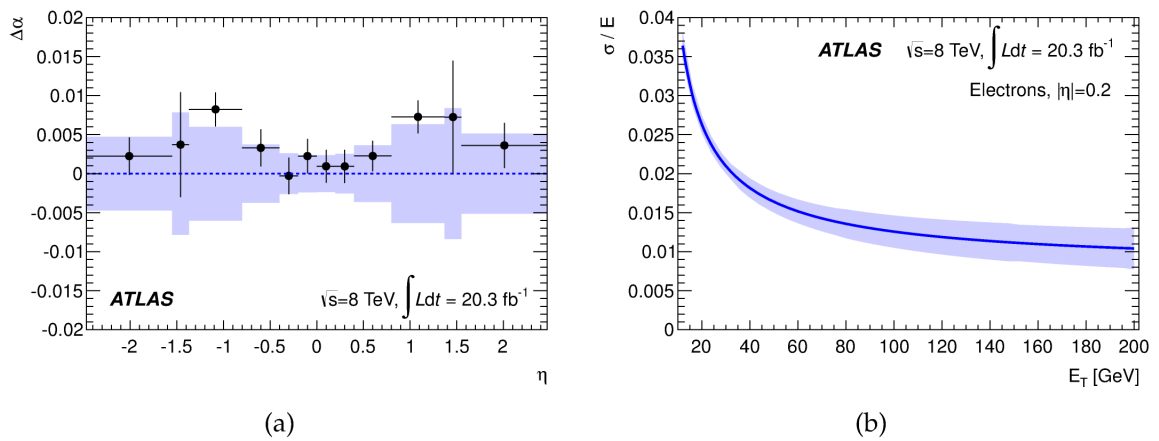 Δα
0.02
0.015
0.01
0.005
0
-0.005
-0.01
-0.015
-0.02
ATLAS
√s=8 TeV, ∫Ldt = 20.3 fb-1
-2 -1.5 -1 -0.5 0 0.5 1 1.5 2
η
(a)
σ / E
0.04
0.035
0.03
0.025
0.02
0.015
0.01
0.005
0
ATLAS √s=8 TeV, ∫Ldt = 20.3 fb-1
Electrons, |η|=0.2
20 40 60 80 100 120 140 160 180 200
ET [GeV]
(b)